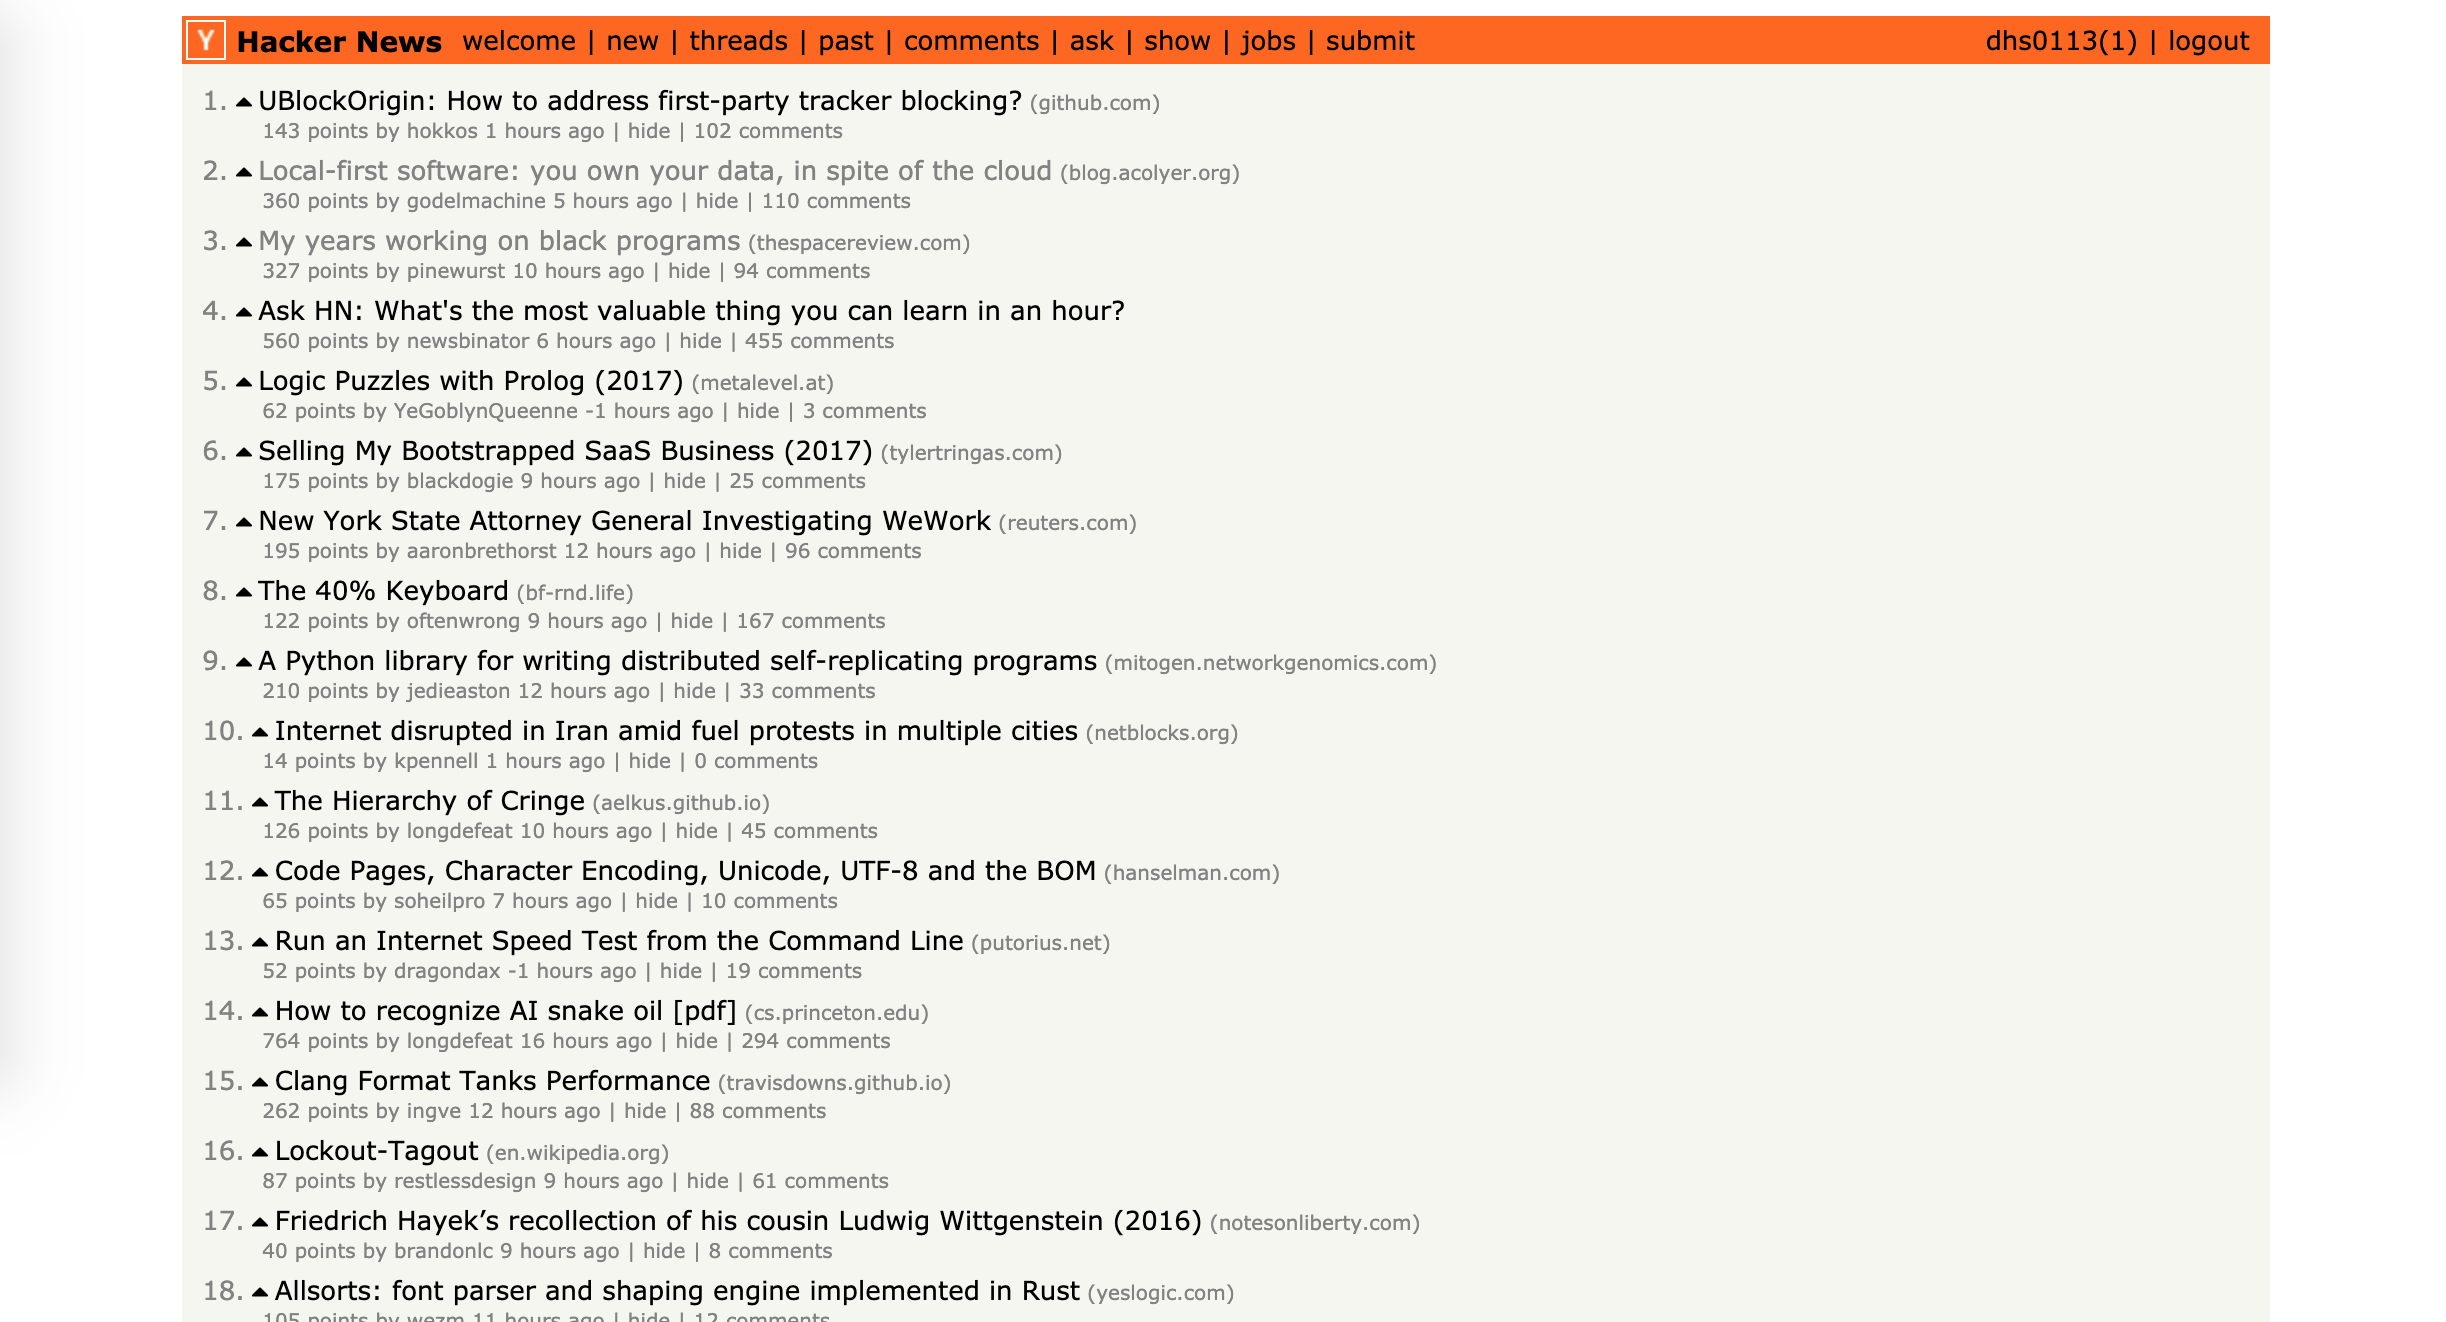 Y Hacker News welcome | new | threads | past | comments | ask | show | jobs | submit dhs0113(1) | logout
1. UBlockOrigin: How to address first-party tracker blocking? (github.com)
143 points by hokkos 1 hours ago | hide | 102 comments
2. Local-first software: you own your data, in spite of the cloud (blog.acolyer.org)
360 points by godelmachine 5 hours ago | hide | 110 comments
3. My years working on black programs (thespacereview.com)
327 points by pinewurst 10 hours ago | hide | 94 comments
4. Ask HN: What's the most valuable thing you can learn in an hour?
560 points by newsbinator 6 hours ago | hide | 455 comments
5. Logic Puzzles with Prolog (2017) (metalevel.at)
62 points by YeGoblynQueenne -1 hours ago | hide | 3 comments
6. Selling My Bootstrapped SaaS Business (2017) (tylertringas.com)
175 points by blackdogie 9 hours ago | hide | 25 comments
7. New York State Attorney General Investigating WeWork (reuters.com)
195 points by aaronbrethorst 12 hours ago | hide | 96 comments
8. The 40% Keyboard (bf-rnd.life)
122 points by oftenwrong 9 hours ago | hide | 167 comments
9. A Python library for writing distributed self-replicating programs (mitogen.networkgenomics.com)
210 points by jedieaston 12 hours ago | hide | 33 comments
10. Internet disrupted in Iran amid fuel protests in multiple cities (netblocks.org)
14 points by kpennell 1 hours ago | hide | 0 comments
11. The Hierarchy of Cringe (aelkus.github.io)
126 points by longdefeat 10 hours ago | hide | 45 comments
12. Code Pages, Character Encoding, Unicode, UTF-8 and the BOM (hanselman.com)
65 points by soheilpro 7 hours ago | hide | 10 comments
13. Run an Internet Speed Test from the Command Line (putorius.net)
52 points by dragondax -1 hours ago | hide | 19 comments
14. How to recognize AI snake oil [pdf] (cs.princeton.edu)
764 points by longdefeat 16 hours ago | hide | 294 comments
15. Clang Format Tanks Performance (travisdowns.github.io)
262 points by ingve 12 hours ago | hide | 88 comments
16. Lockout-Tagout (en.wikipedia.org)
87 points by restlessdesign 9 hours ago | hide | 61 comments
17. Friedrich Hayek’s recollection of his cousin Ludwig Wittgenstein (2016) (notesonliberty.com)
40 points by brandonlc 9 hours ago | hide | 8 comments
18. Allsorts: font parser and shaping engine implemented in Rust (yeslogic.com)
105 points by wezm 11 hours ago | hide | 12 comments